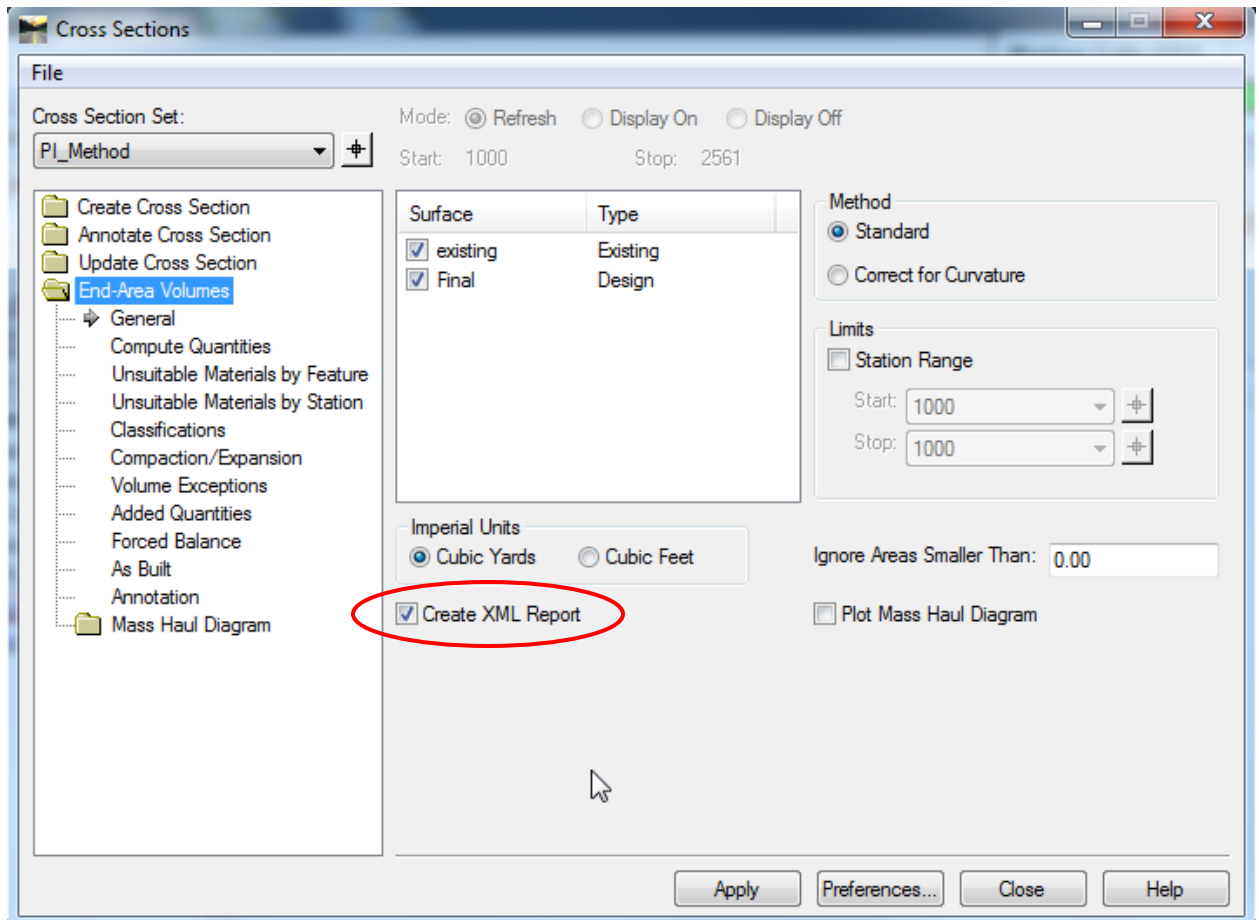 Cross Sections
File
Cross Section Set:
PI_Method
Mode: Refresh Display On Display Off
Start: 1000 Stop: 2561
Create Cross Section
Annotate Cross Section
Update Cross Section
End-Area Volumes
General
Compute Quantities
Unsuitable Materials by Feature
Unsuitable Materials by Station
Classifications
Compaction/Expansion
Volume Exceptions
Added Quantities
Forced Balance
As Built
Annotation
Mass Haul Diagram
Surface Type
existing Existing
Final Design
Method
Standard
Correct for Curvature
Limits
Station Range
Start: 1000
Stop: 1000
Imperial Units
Cubic Yards Cubic Feet
Ignore Areas Smaller Than: 0.00
Create XML Report
Plot Mass Haul Diagram
Apply Preferences... Close Help